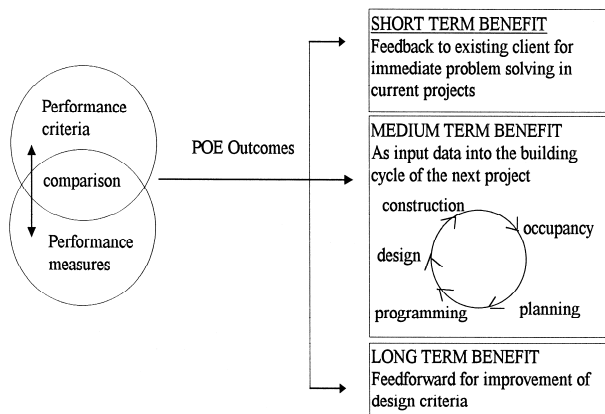 Performance
criteria
comparison
Performance
measures
POE Outcomes
SHORT TERM BENEFIT
Feedback to existing client for
immediate problem solving in
current projects
MEDIUM TERM BENEFIT
As input data into the building
cycle of the next project
construction
occupancy
design
programming
planning
LONG TERM BENEFIT
Feedforward for improvement of
design criteria